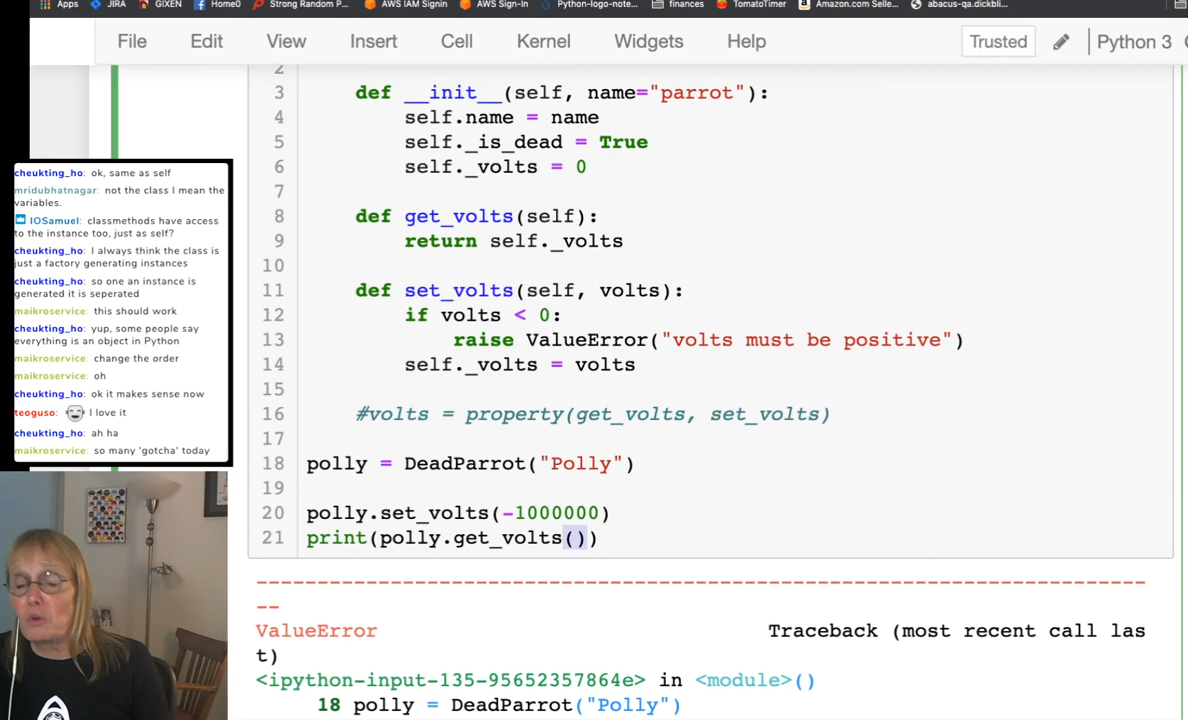 Apps JIRA GIXEN Home0 Strong Random P... AWS IAM Signin AWS Sign-In Python-logo-note... finances TomatoTimer Amazon.com Selle... abacus-qa.dickbli...
File Edit View Insert Cell Kernel Widgets Help Trusted Python 3
2
3 def __init__(self, name="parrot"):
4 self.name = name
5 self._is_dead = True
6 self._volts = 0
7
8 def get_volts(self):
9 return self._volts
10
11 def set_volts(self, volts):
12 if volts < 0:
13 raise ValueError("volts must be positive")
14 self._volts = volts
15
16 #volts = property(get_volts, set_volts)
17
18 polly = DeadParrot("Polly")
19
20 polly.set_volts(-1000000)
21 print(polly.get_volts())
---------------------------------------------------------------------------
--
ValueError Traceback (most recent call las
t)
<ipython-input-135-95652357864e> in <module>()
18 polly = DeadParrot("Polly")
cheukting_ho: ok, same as self
mridubhatnagar: not the class I mean the
variables.
IOSamuel: classmethods have access
to the instance too, just as self?
cheukting_ho: I always think the class is
just a factory generating instances
cheukting_ho: so one an instance is
generated it is seperated
maikroservice: this should work
cheukting_ho: yup, some people say
everything is an object in Python
maikroservice: change the order
maikroservice: oh
cheukting_ho: ok it makes sense now
teoguso: I love it
cheukting_ho: ah ha
maikroservice: so many 'gotcha' today